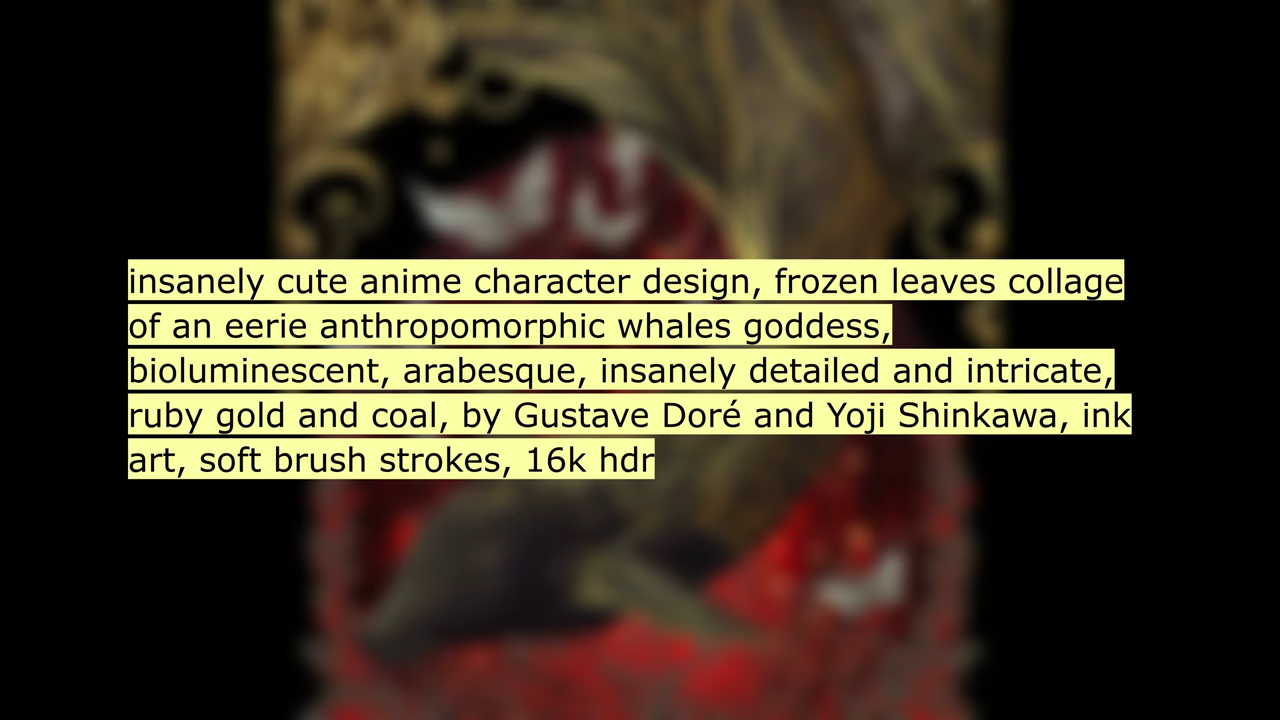 insanely cute anime character design, frozen leaves collage
of an eerie anthropomorphic whales goddess,
bioluminescent, arabesque, insanely detailed and intricate,
ruby gold and coal, by Gustave Doré and Yoji Shinkawa, ink
art, soft brush strokes, 16k hdr